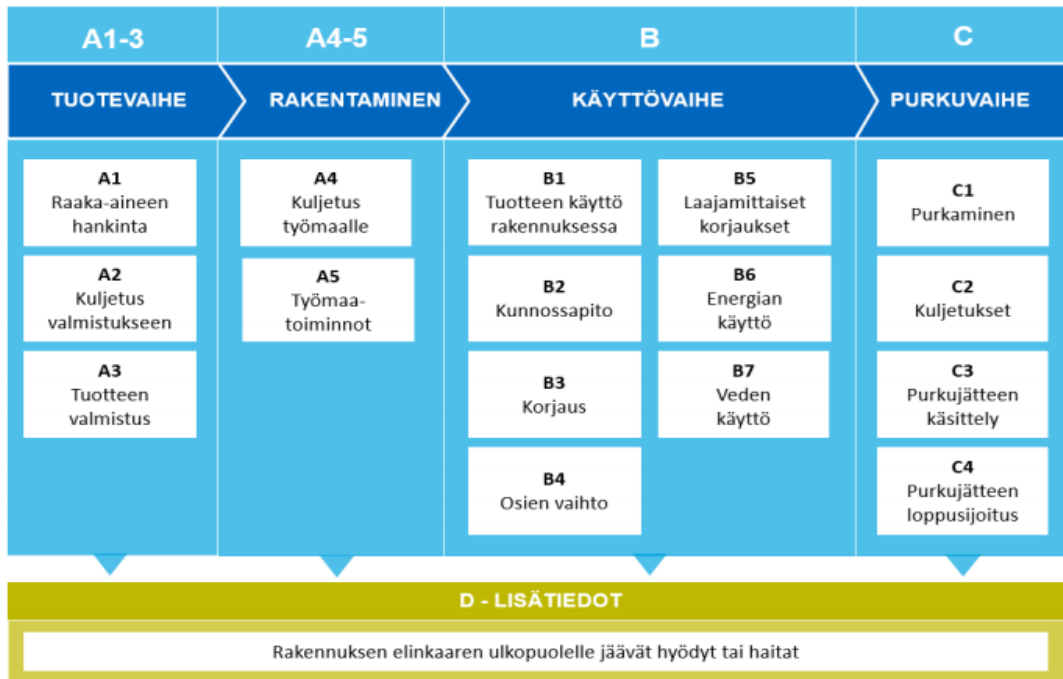 A1-3
A4-5
B
C
TUOTEVAIHE
RAKENTAMINEN
KÄYTTÖVAIHE
PURKUVAIHE
A1
Raaka-aineen
hankinta
A2
Kuljetus
valmistukseen
A3
Tuotteen
valmistus
A4
Kuljetus
työmaalle
A5
Työmaa-
toiminnot
B1
Tuotteen käyttö
rakennuksessa
B2
Kunnossapito
B3
Korjaus
B4
Osien vaihto
B5
Laajamittaiset
korjaukset
B6
Energian
käyttö
B7
Veden
käyttö
C1
Purkaminen
C2
Kuljetukset
C3
Purkujätteen
käsittely
C4
Purkujätteen
loppusijoitus
D - LISÄTIEDOT
Rakennuksen elinkaaren ulkopuolelle jäävät hyödyt tai haitat